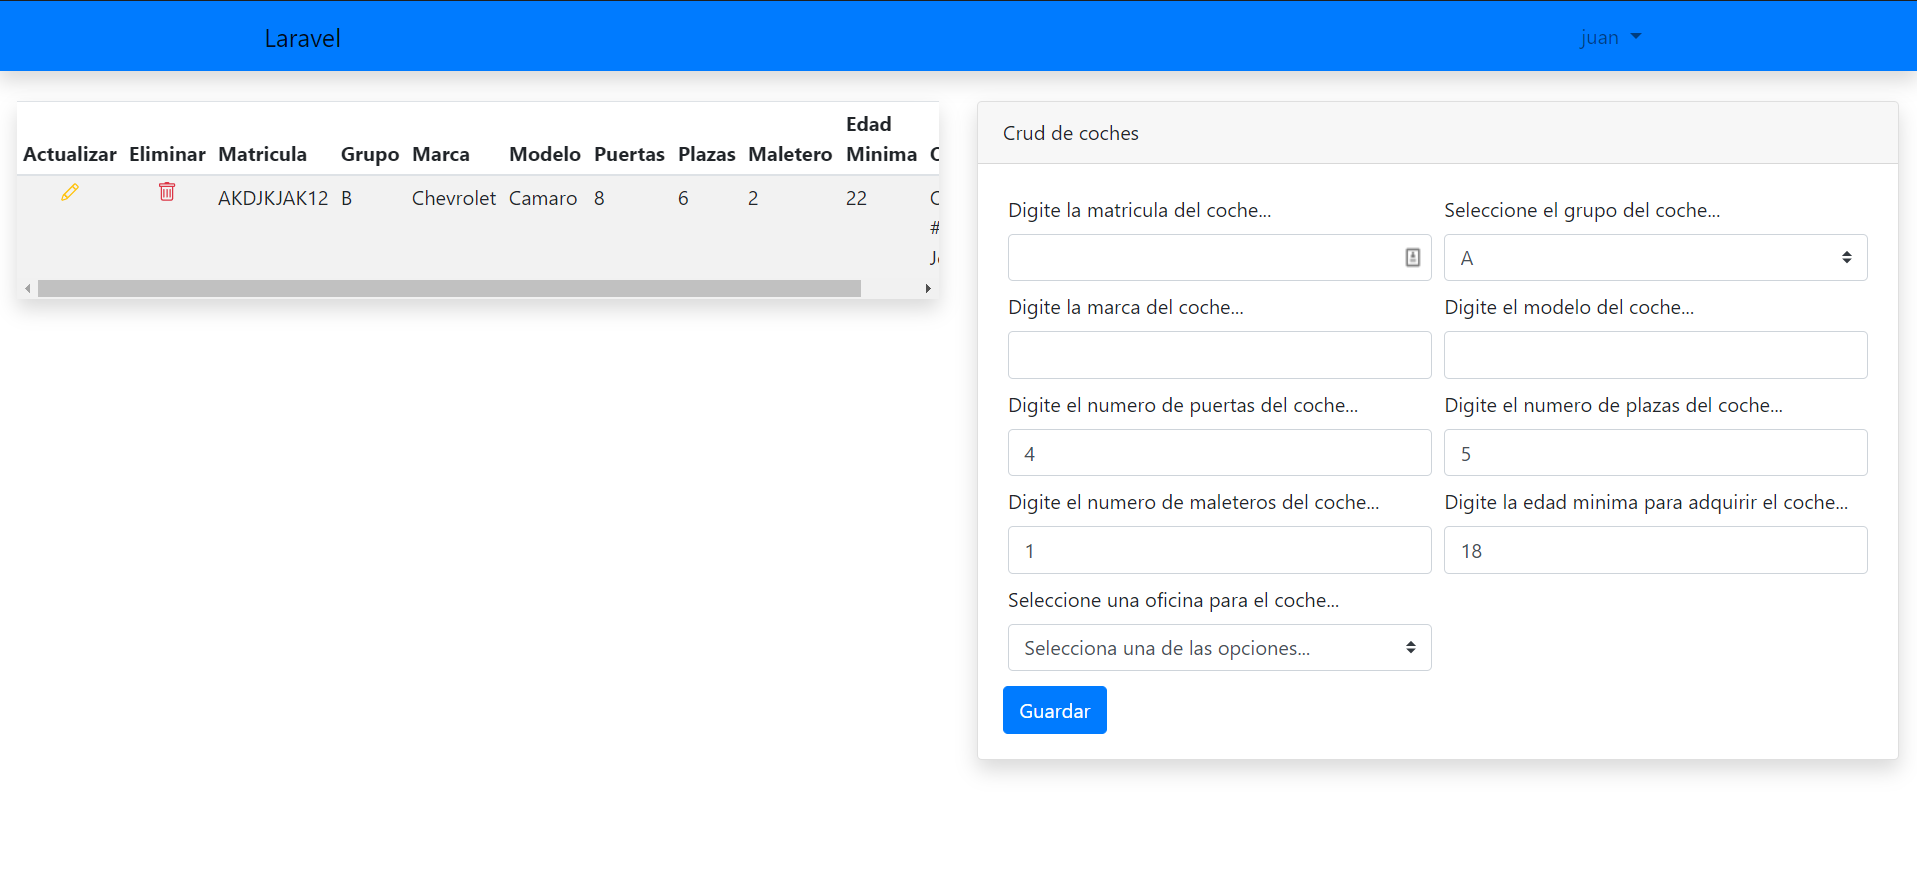 Laravel
juan
Actualizar Eliminar Matricula Grupo Marca Modelo Puertas Plazas Maletero Edad Minima
AKDJKJAK12 B Chevrolet Camaro 8 6 2 22
#
Crud de coches
Digite la matricula del coche... Seleccione el grupo del coche...
A
Digite la marca del coche... Digite el modelo del coche...
Digite el numero de puertas del coche... Digite el numero de plazas del coche...
4 5
Digite el numero de maleteros del coche... Digite la edad minima para adquirir el coche...
1 18
Seleccione una oficina para el coche...
Selecciona una de las opciones...
Guardar